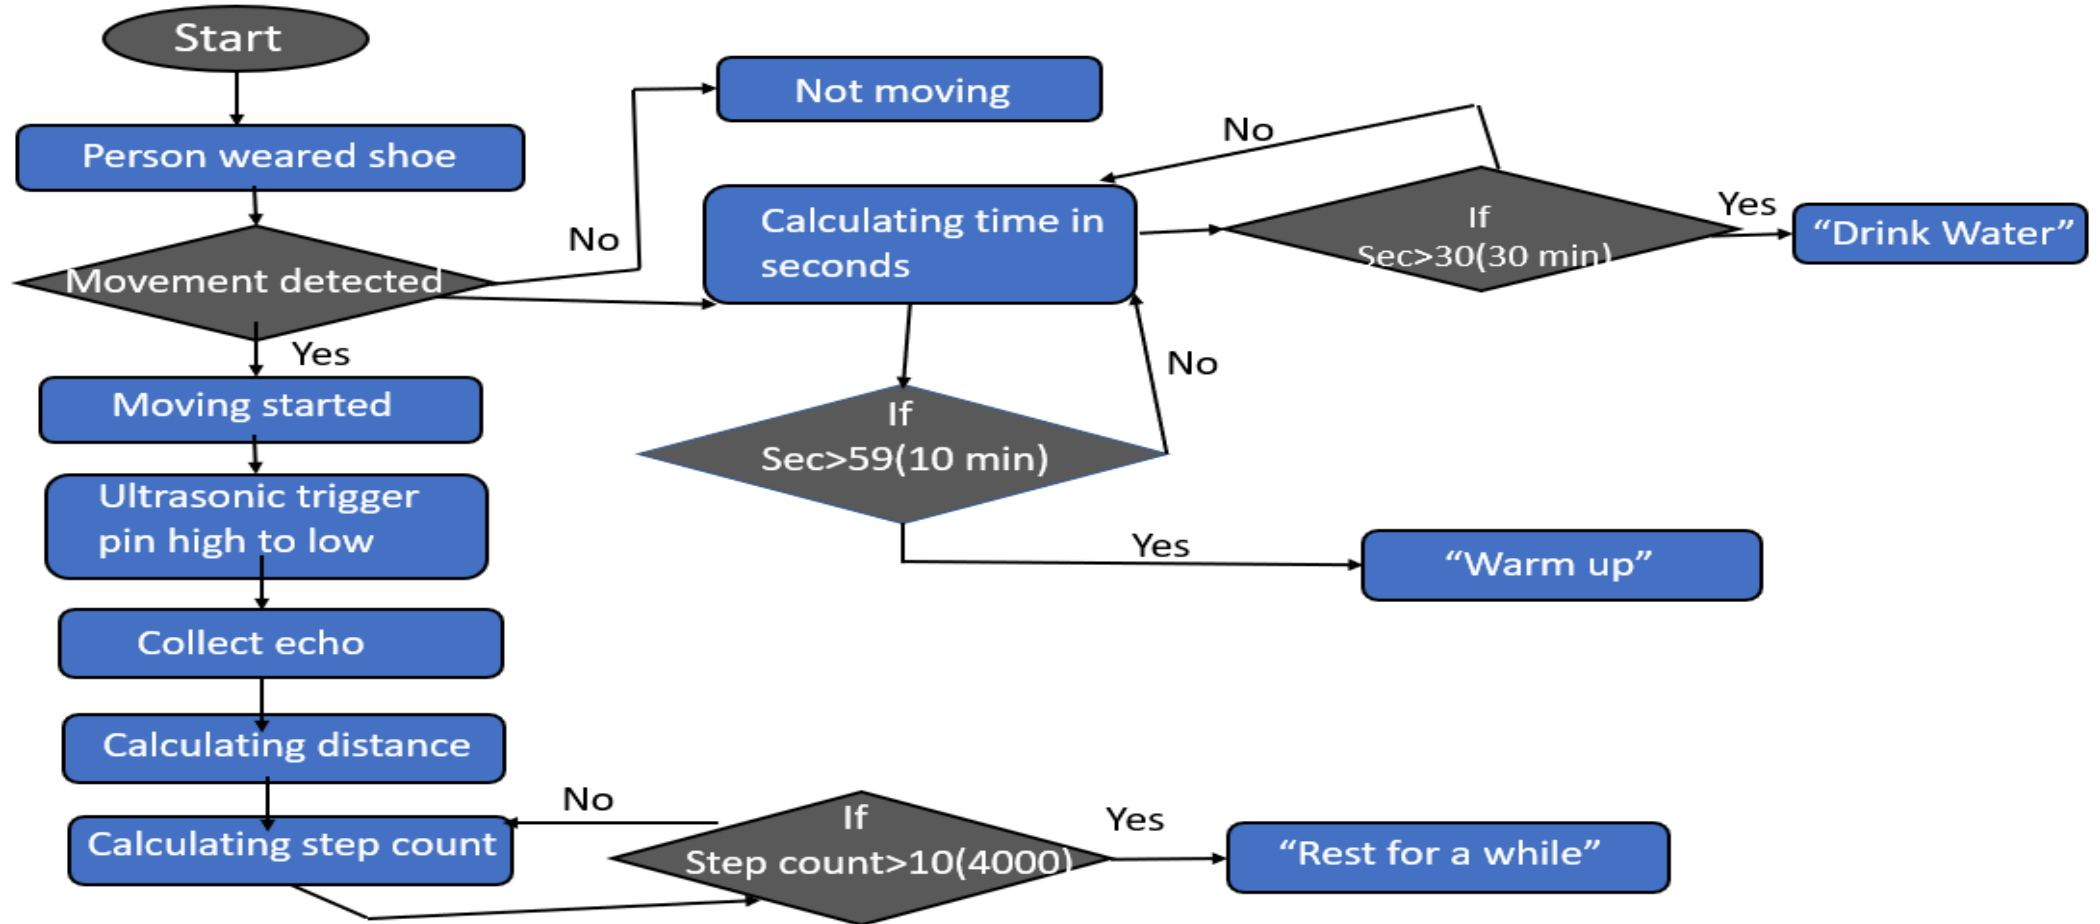 Start
Person weared shoe
Movement detected
No
Not moving
Calculating time in
seconds
No
If
Sec>30(30 min)
Yes
“Drink Water”
No
If
Sec>59(10 min)
Yes
“Warm up”
Yes
Moving started
Ultrasonic trigger
pin high to low
Collect echo
Calculating distance
Calculating step count
No
If
Step count>10(4000)
Yes
“Rest for a while”